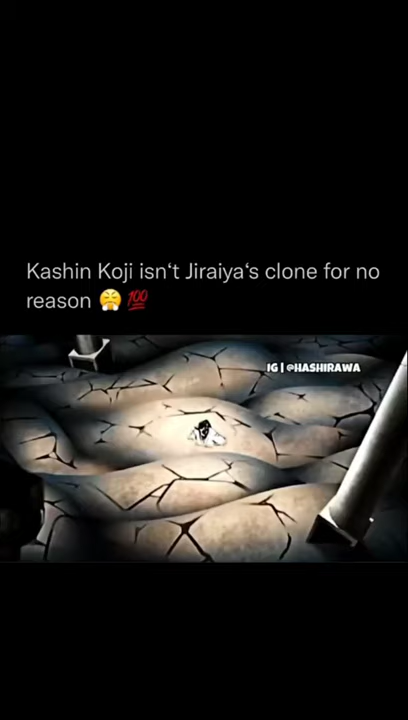 Kashin Koji isn‘t Jiraiya‘s clone for no
reason 😤 💯
IG | @HASHIRAWA